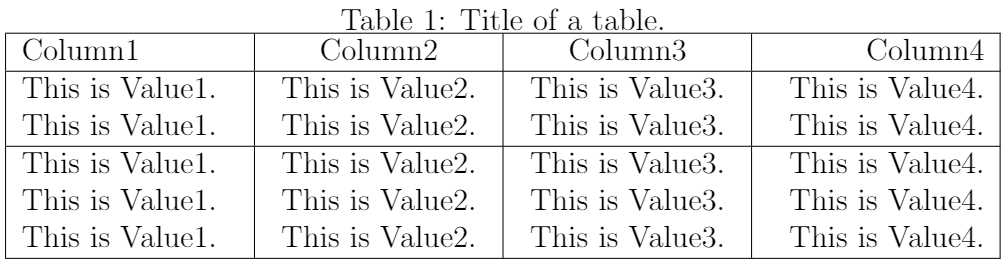 Table 1: Title of a table.
Column1 Column2 Column3 Column4
This is Value1. This is Value2. This is Value3. This is Value4.
This is Value1. This is Value2. This is Value3. This is Value4.
This is Value1. This is Value2. This is Value3. This is Value4.
This is Value1. This is Value2. This is Value3. This is Value4.
This is Value1. This is Value2. This is Value3. This is Value4.